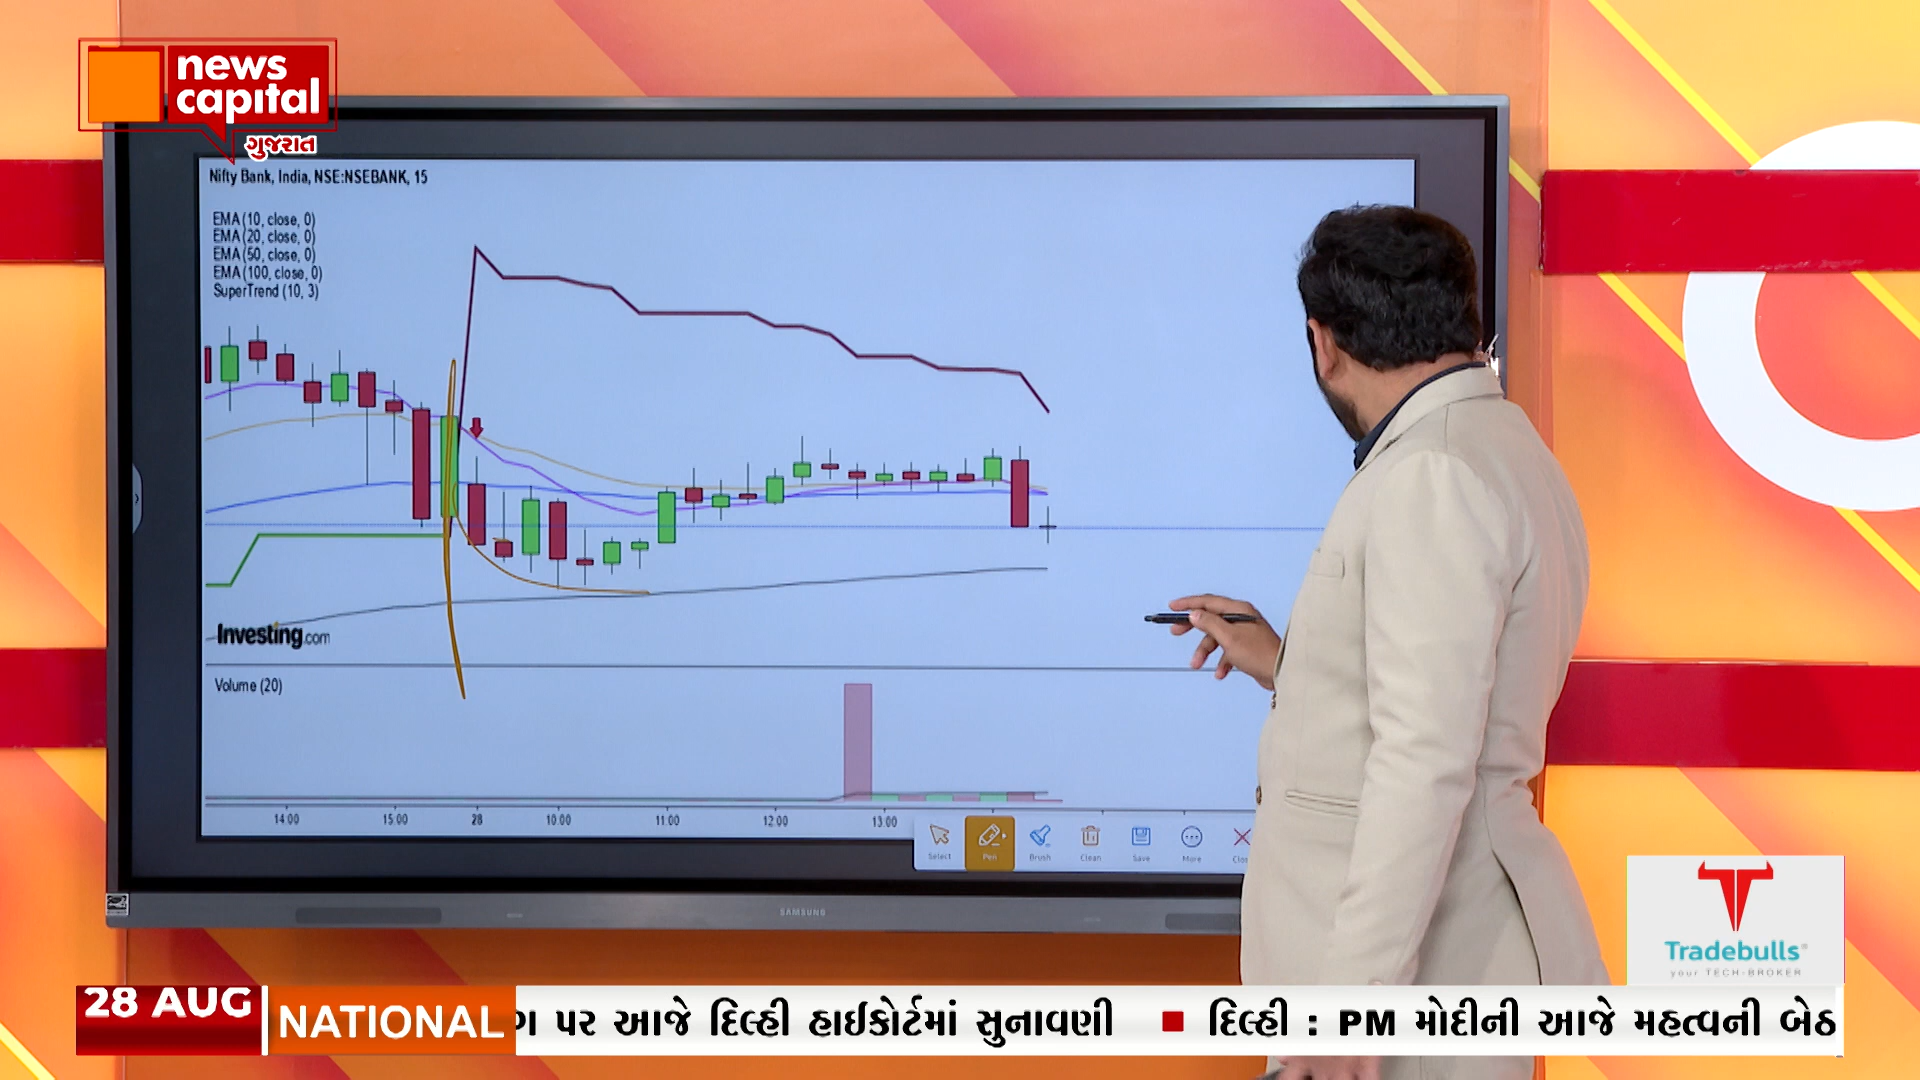 news
capital
ગુજરાત
Nifty Bank, India, NSE:NSEBANK, 15
EMA (10, close, 0)
EMA (20, close, 0)
EMA (50, close, 0)
EMA (100, close, 0)
SuperTrend (10, 3)
Investing.com
Volume (20)
14:00 15:00 28 10:00 11:00 12:00 13:00
Select Pen Brush Clean Save More
SAMSUNG
Tradebulls
your TECH-BROKER
28 AUG
NATIONAL
પર આજે દિલ્હી હાઈકોર્ટમાં સુનાવણી ■ દિલ્હી : PM મોદીની આજે મહત્વની બેઠ